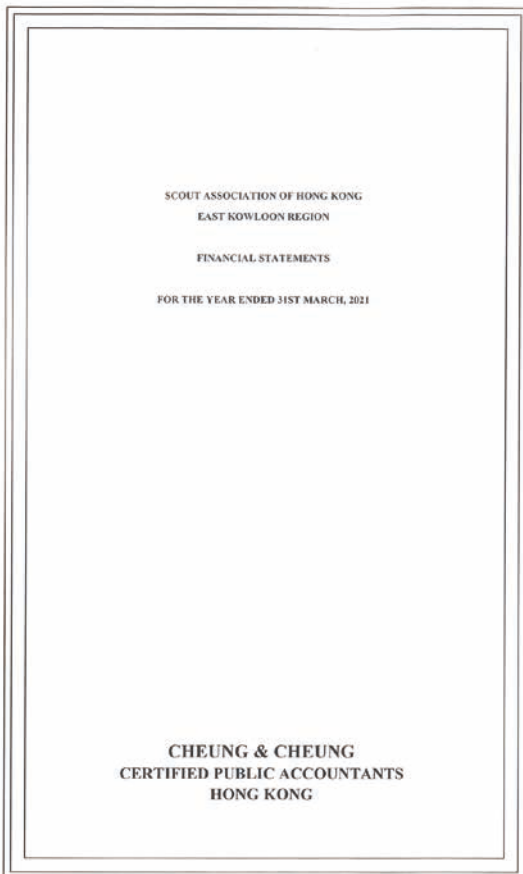 SCOUT ASSOCIATION OF HONG KONG
EAST KOWLOON REGION
FINANCIAL STATEMENTS
FOR THE YEAR ENDED 31ST MARCH, 2021
CHEUNG & CHEUNG
CERTIFIED PUBLIC ACCOUNTANTS
HONG KONG